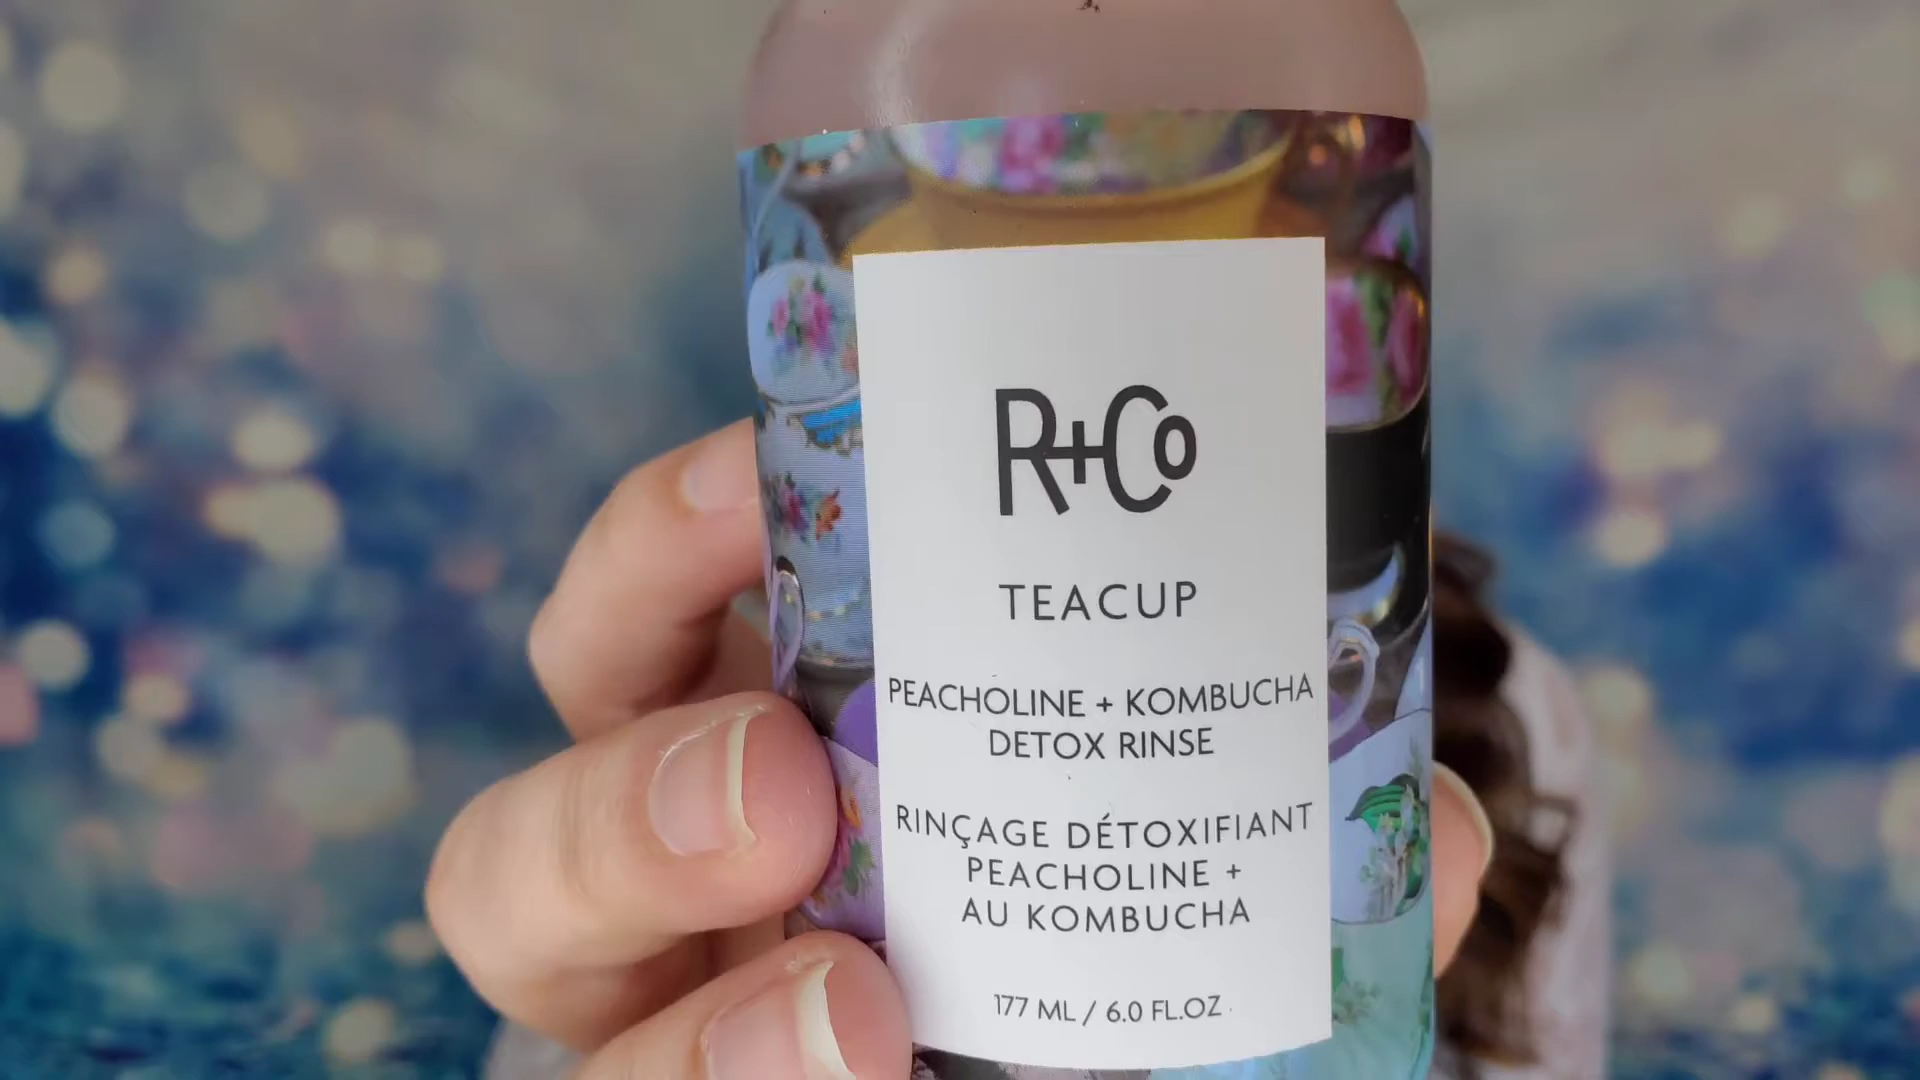 R+Co
TEACUP
PEACHOLINE + KOMBUCHA
DETOX RINSE
RINÇAGE DÉTOXIFIANT
PEACHOLINE +
AU KOMBUCHA
177 ML / 6.0 FL.OZ